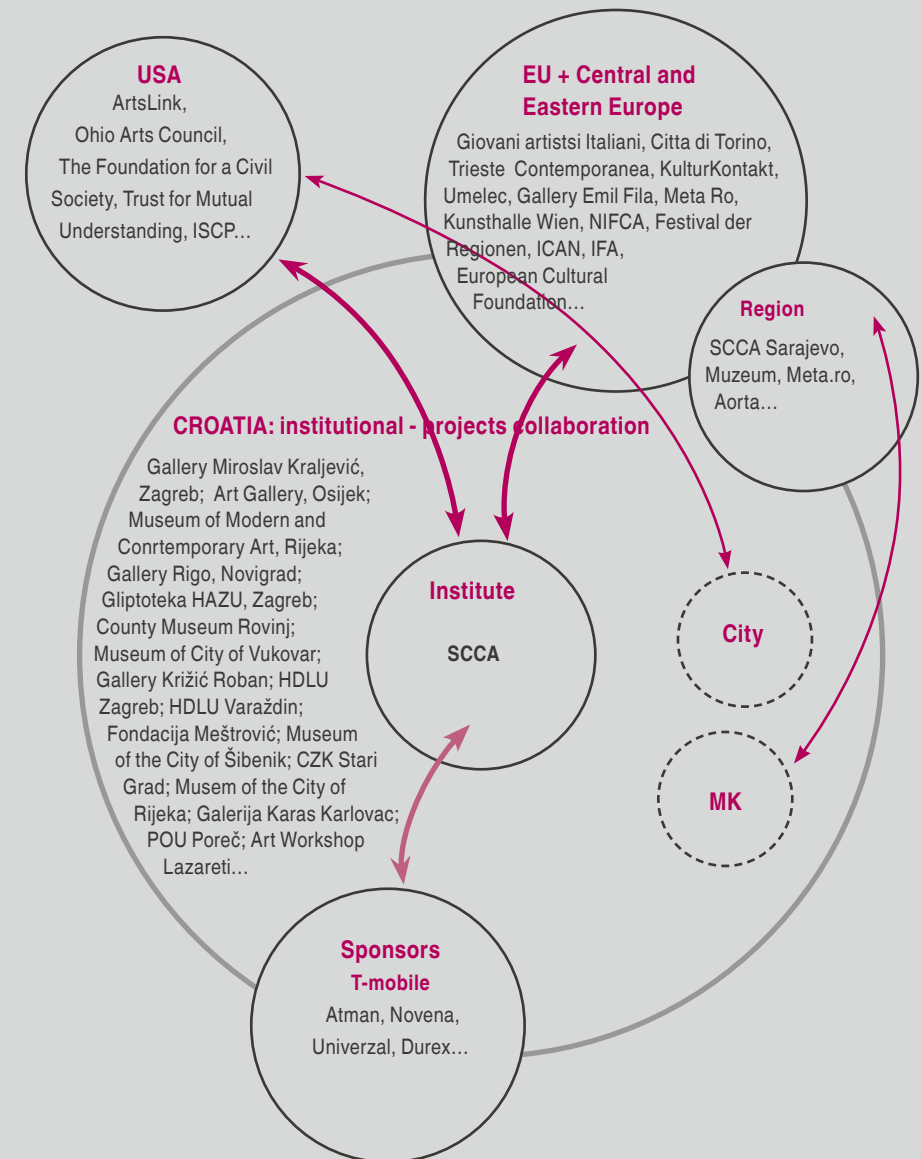 USA
ArtsLink,
Ohio Arts Council,
The Foundation for a Civil
Society, Trust for Mutual
Understanding, ISCP…
EU + Central and
Eastern Europe
Giovani artistsi Italiani, Citta di Torino,
Trieste Contemporanea, KulturKontakt,
Umelec, Gallery Emil Fila, Meta Ro,
Kunsthalle Wien, NIFCA, Festival der
Regionen, ICAN, IFA,
European Cultural
Foundation…
Region
SCCA Sarajevo,
Muzeum, Meta.ro,
Aorta…
CROATIA: institutional - projects collaboration
Gallery Miroslav Kraljević,
Zagreb; Art Gallery, Osijek;
Museum of Modern and
Conrtemporary Art, Rijeka;
Gallery Rigo, Novigrad;
Gliptoteka HAZU, Zagreb;
County Museum Rovinj;
Museum of City of Vukovar;
Gallery Križić Roban; HDLU
Zagreb; HDLU Varaždin;
Fondacija Meštrović; Museum
of the City of Šibenik; CZK Stari
Grad; Musem of the City of
Rijeka; Galerija Karas Karlovac;
POU Poreč; Art Workshop
Lazareti…
Institute
SCCA
City
MK
Sponsors
T-mobile
Atman, Novena,
Univerzal, Durex…